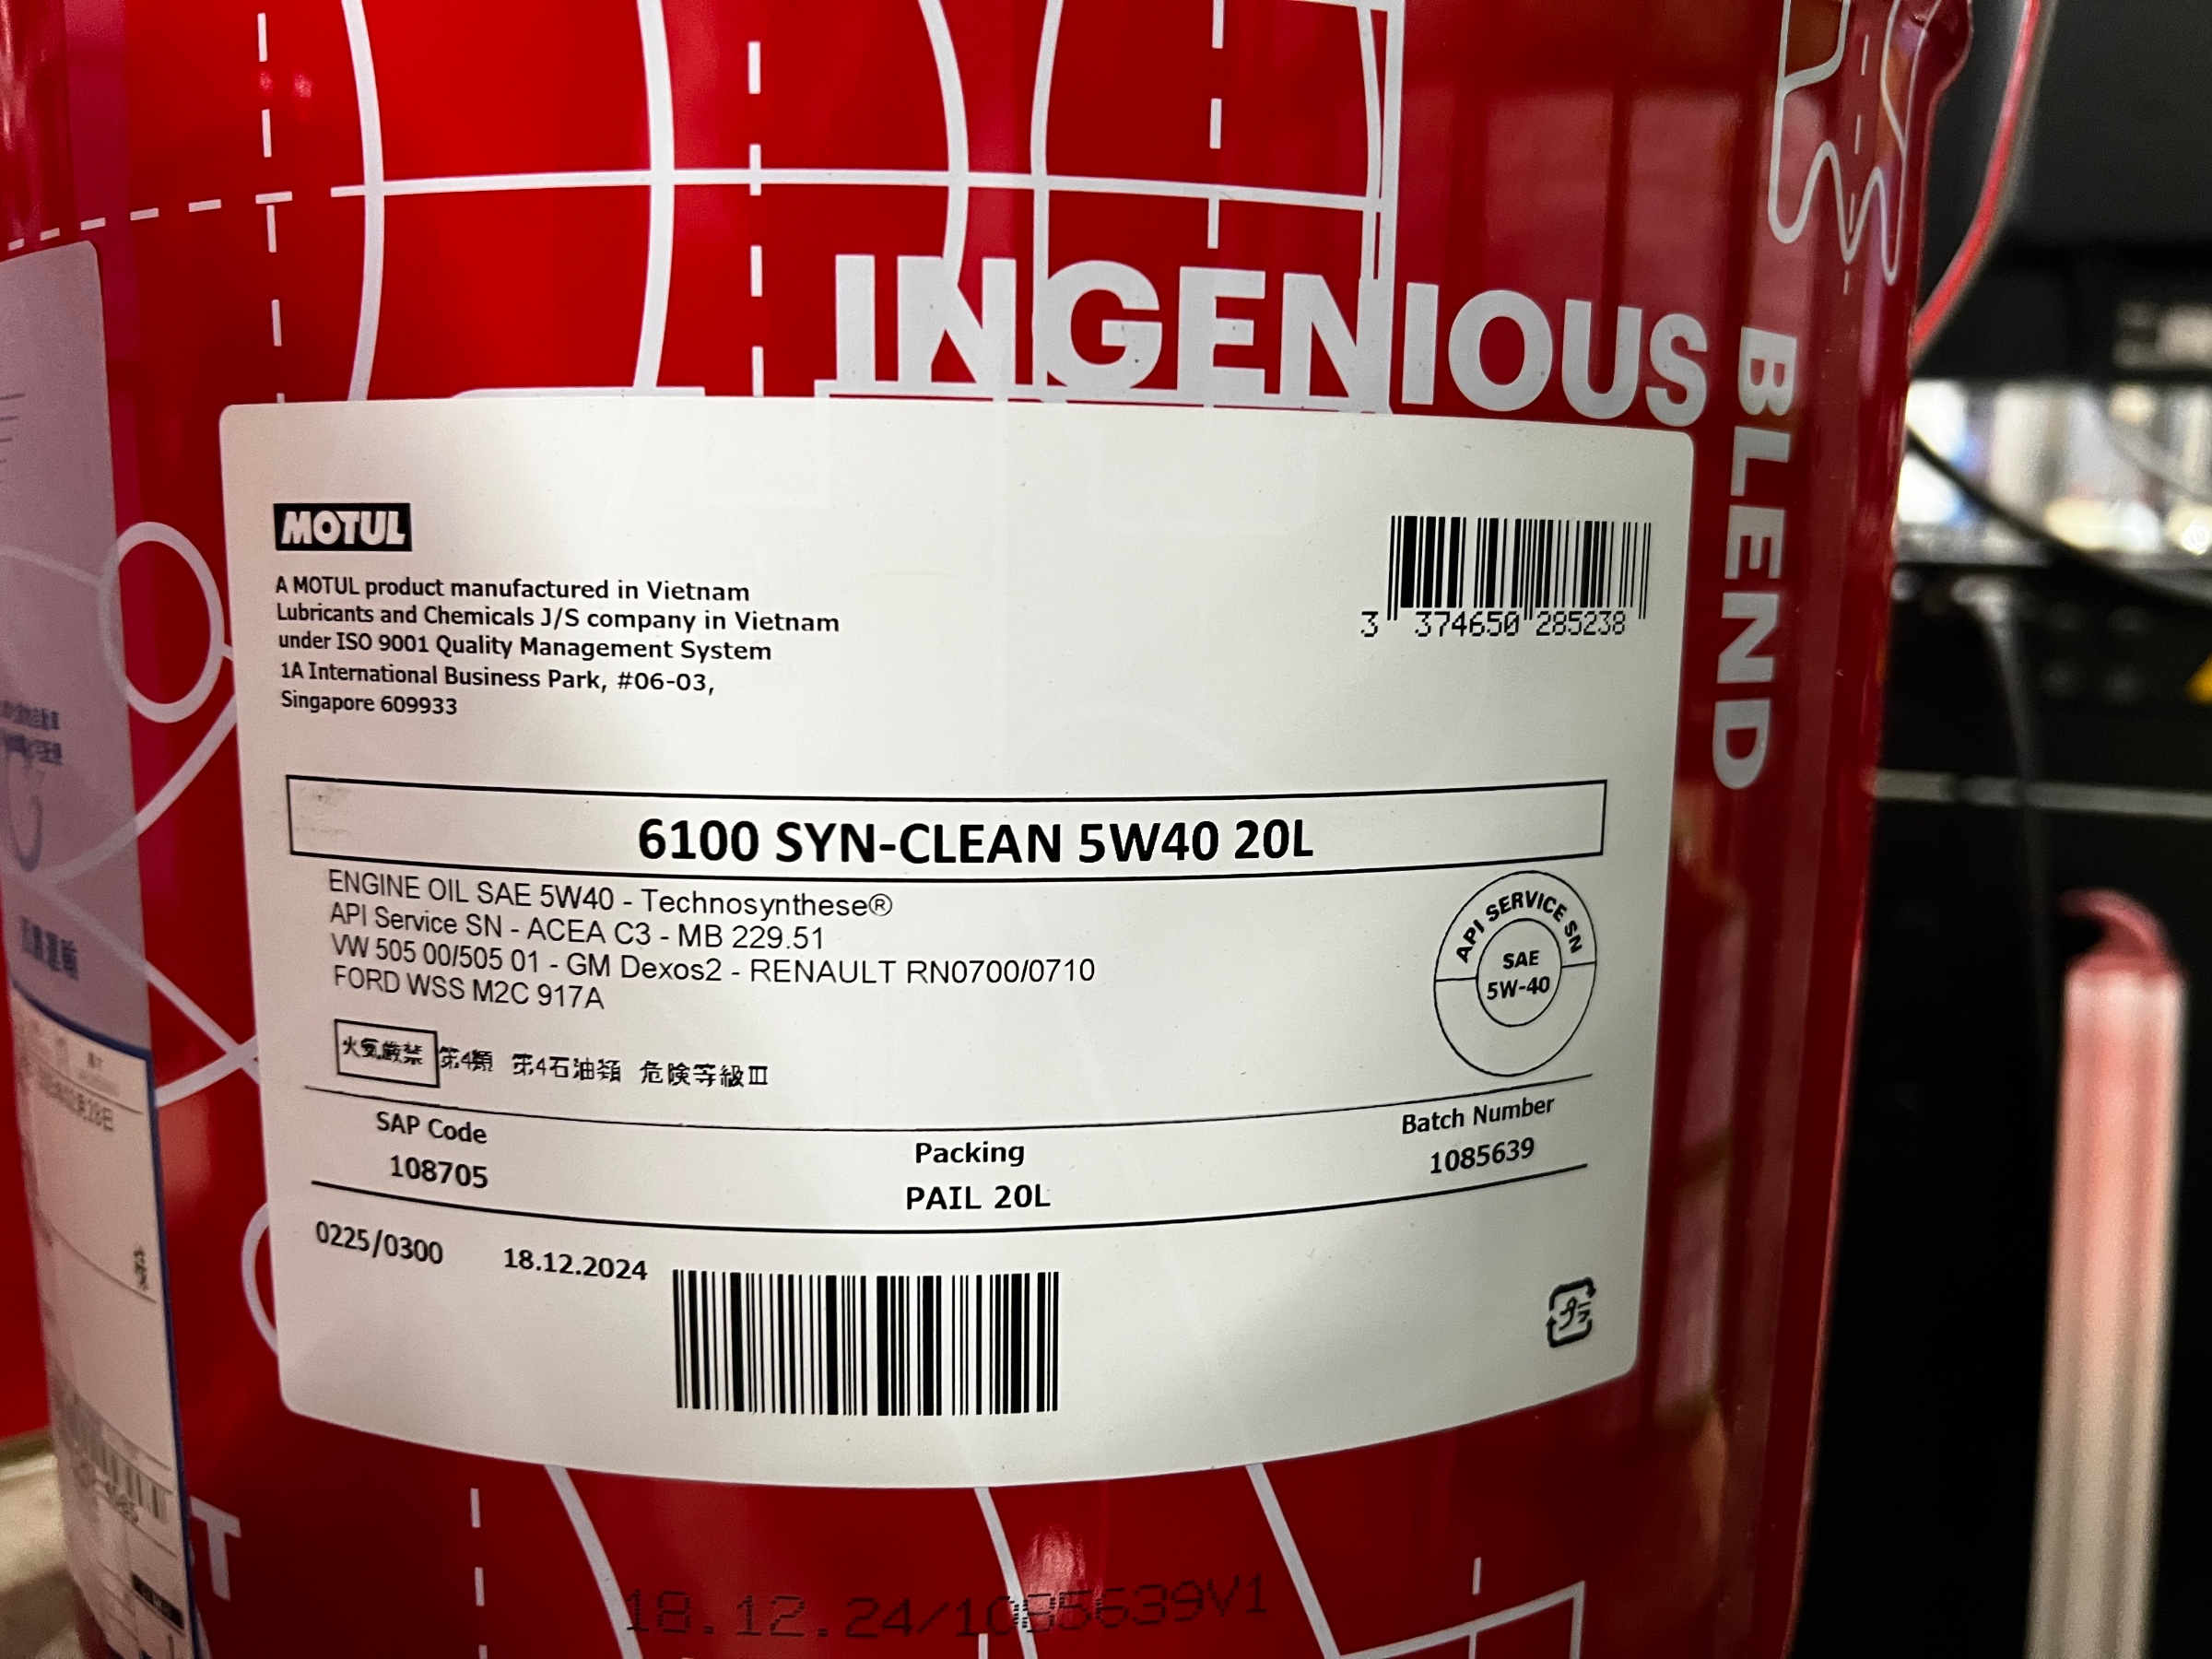 INGENIOUS
BLEND
MOTUL
A MOTUL product manufactured in Vietnam
Lubricants and Chemicals J/S company in Vietnam
under ISO 9001 Quality Management System
1A International Business Park, #06-03,
Singapore 609933
3 374650 285238
6100 SYN-CLEAN 5W40 20L
ENGINE OIL SAE 5W40 - Technosynthese®
API Service SN - ACEA C3 - MB 229.51
VW 505 00/505 01 - GM Dexos2 - RENAULT RN0700/0710
FORD WSS M2C 917A
API SERVICE SN
SAE
5W-40
火気厳禁 第4類 第4石油類 危険等級Ⅲ
SAP Code
108705
Packing
PAIL 20L
Batch Number
1085639
0225/0300 18.12.2024
プラ
18.12.24/1085639V1